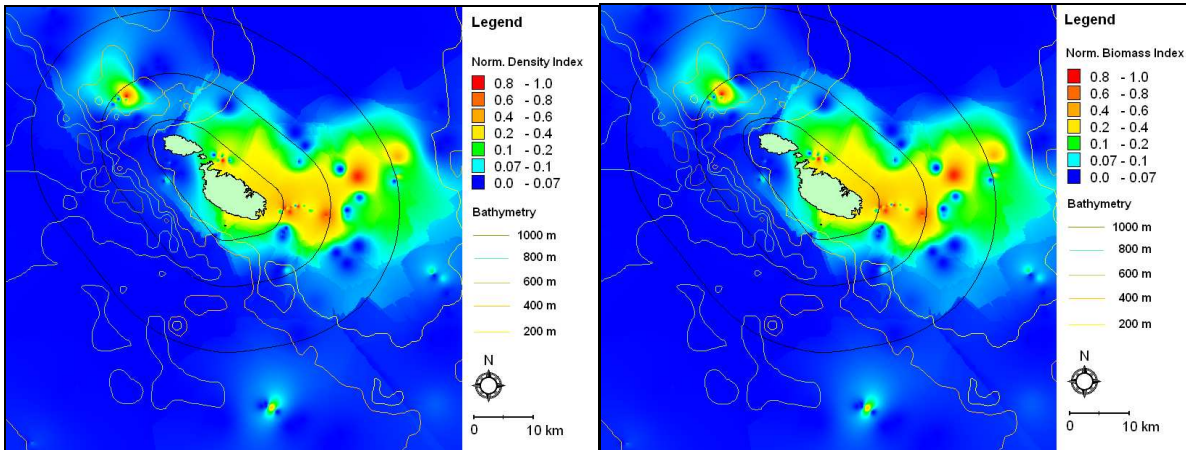 Legend
Norm. Density Index
0.8 - 1.0
0.6 - 0.8
0.4 - 0.6
0.2 - 0.4
0.1 - 0.2
0.07 - 0.1
0.0 - 0.07
Bathymetry
1000 m
800 m
600 m
400 m
200 m
N
0 10 km
Legend
Norm. Biomass Index
0.8 - 1.0
0.6 - 0.8
0.4 - 0.6
0.2 - 0.4
0.1 - 0.2
0.07 - 0.1
0.0 - 0.07
Bathymetry
1000 m
800 m
600 m
400 m
200 m
N
0 10 km